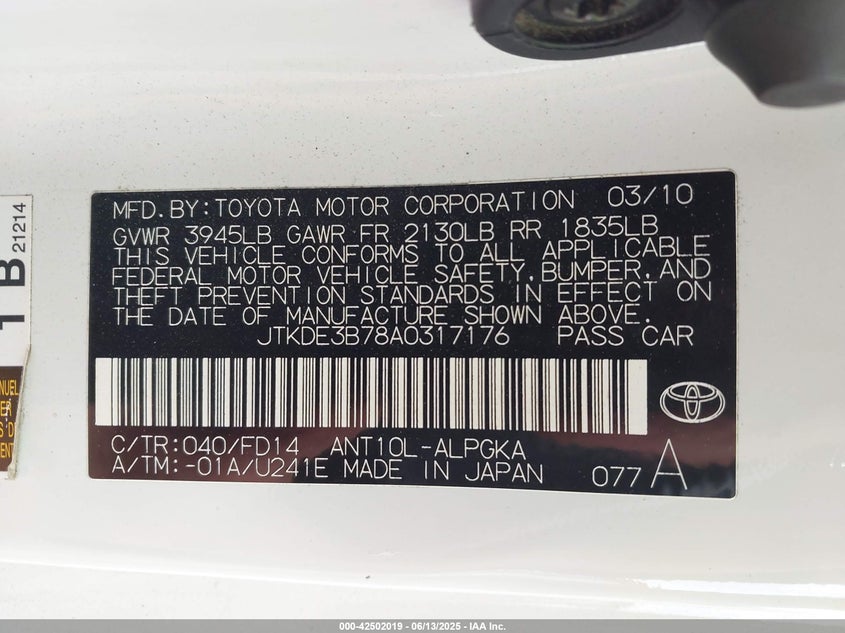 MFD. BY: TOYOTA MOTOR CORPORATION 03/10
GVWR 3945LB GAWR FR 2130LB RR 1835LB
THIS VEHICLE CONFORMS TO ALL APPLICABLE
FEDERAL MOTOR VEHICLE SAFETY, BUMPER, AND
THEFT PREVENTION STANDARDS IN EFFECT ON
THE DATE OF MANUFACTURE SHOWN ABOVE.
JTKDE3B78A0317176 PASS CAR
C/TR: 040/FD14 ANT10L-ALPGKA
A/TM: -01A/U241E MADE IN JAPAN 077 A
1 B 21214
000-42502019 - 06/13/2025 - IAA Inc.